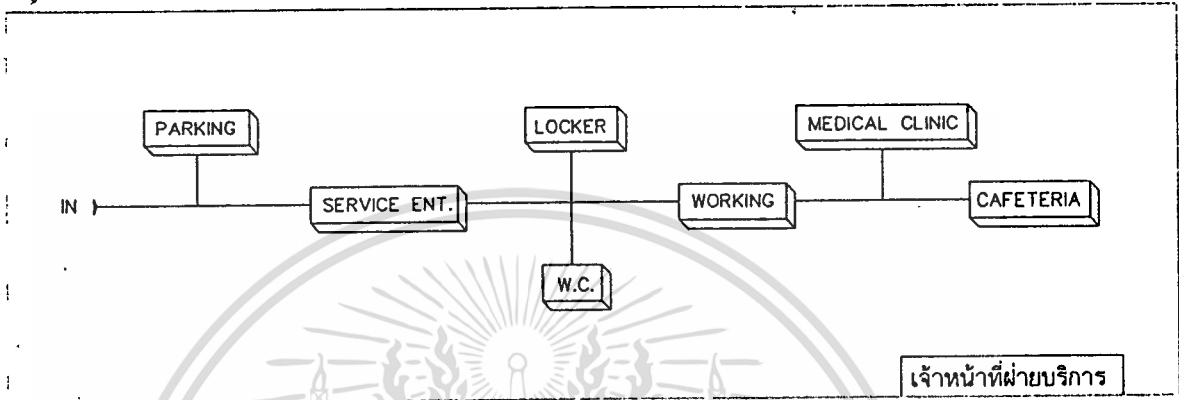 PARKING
LOCKER
MEDICAL CLINIC
IN
SERVICE ENT.
WORKING
CAFETERIA
W.C.
เจ้าหน้าที่ฝ่ายบริการ